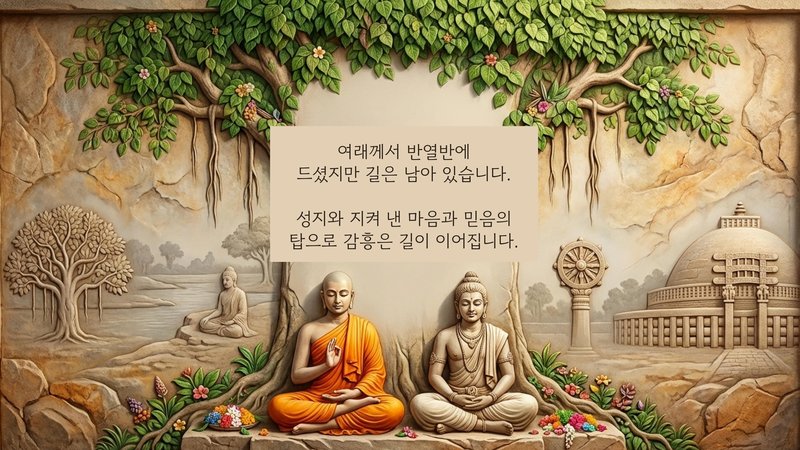 여래께서 반열반에
드셨지만 길은 남아 있습니다.
성지와 지켜 낸 마음과 믿음의
탑으로 감흥은 길이 이어집니다.